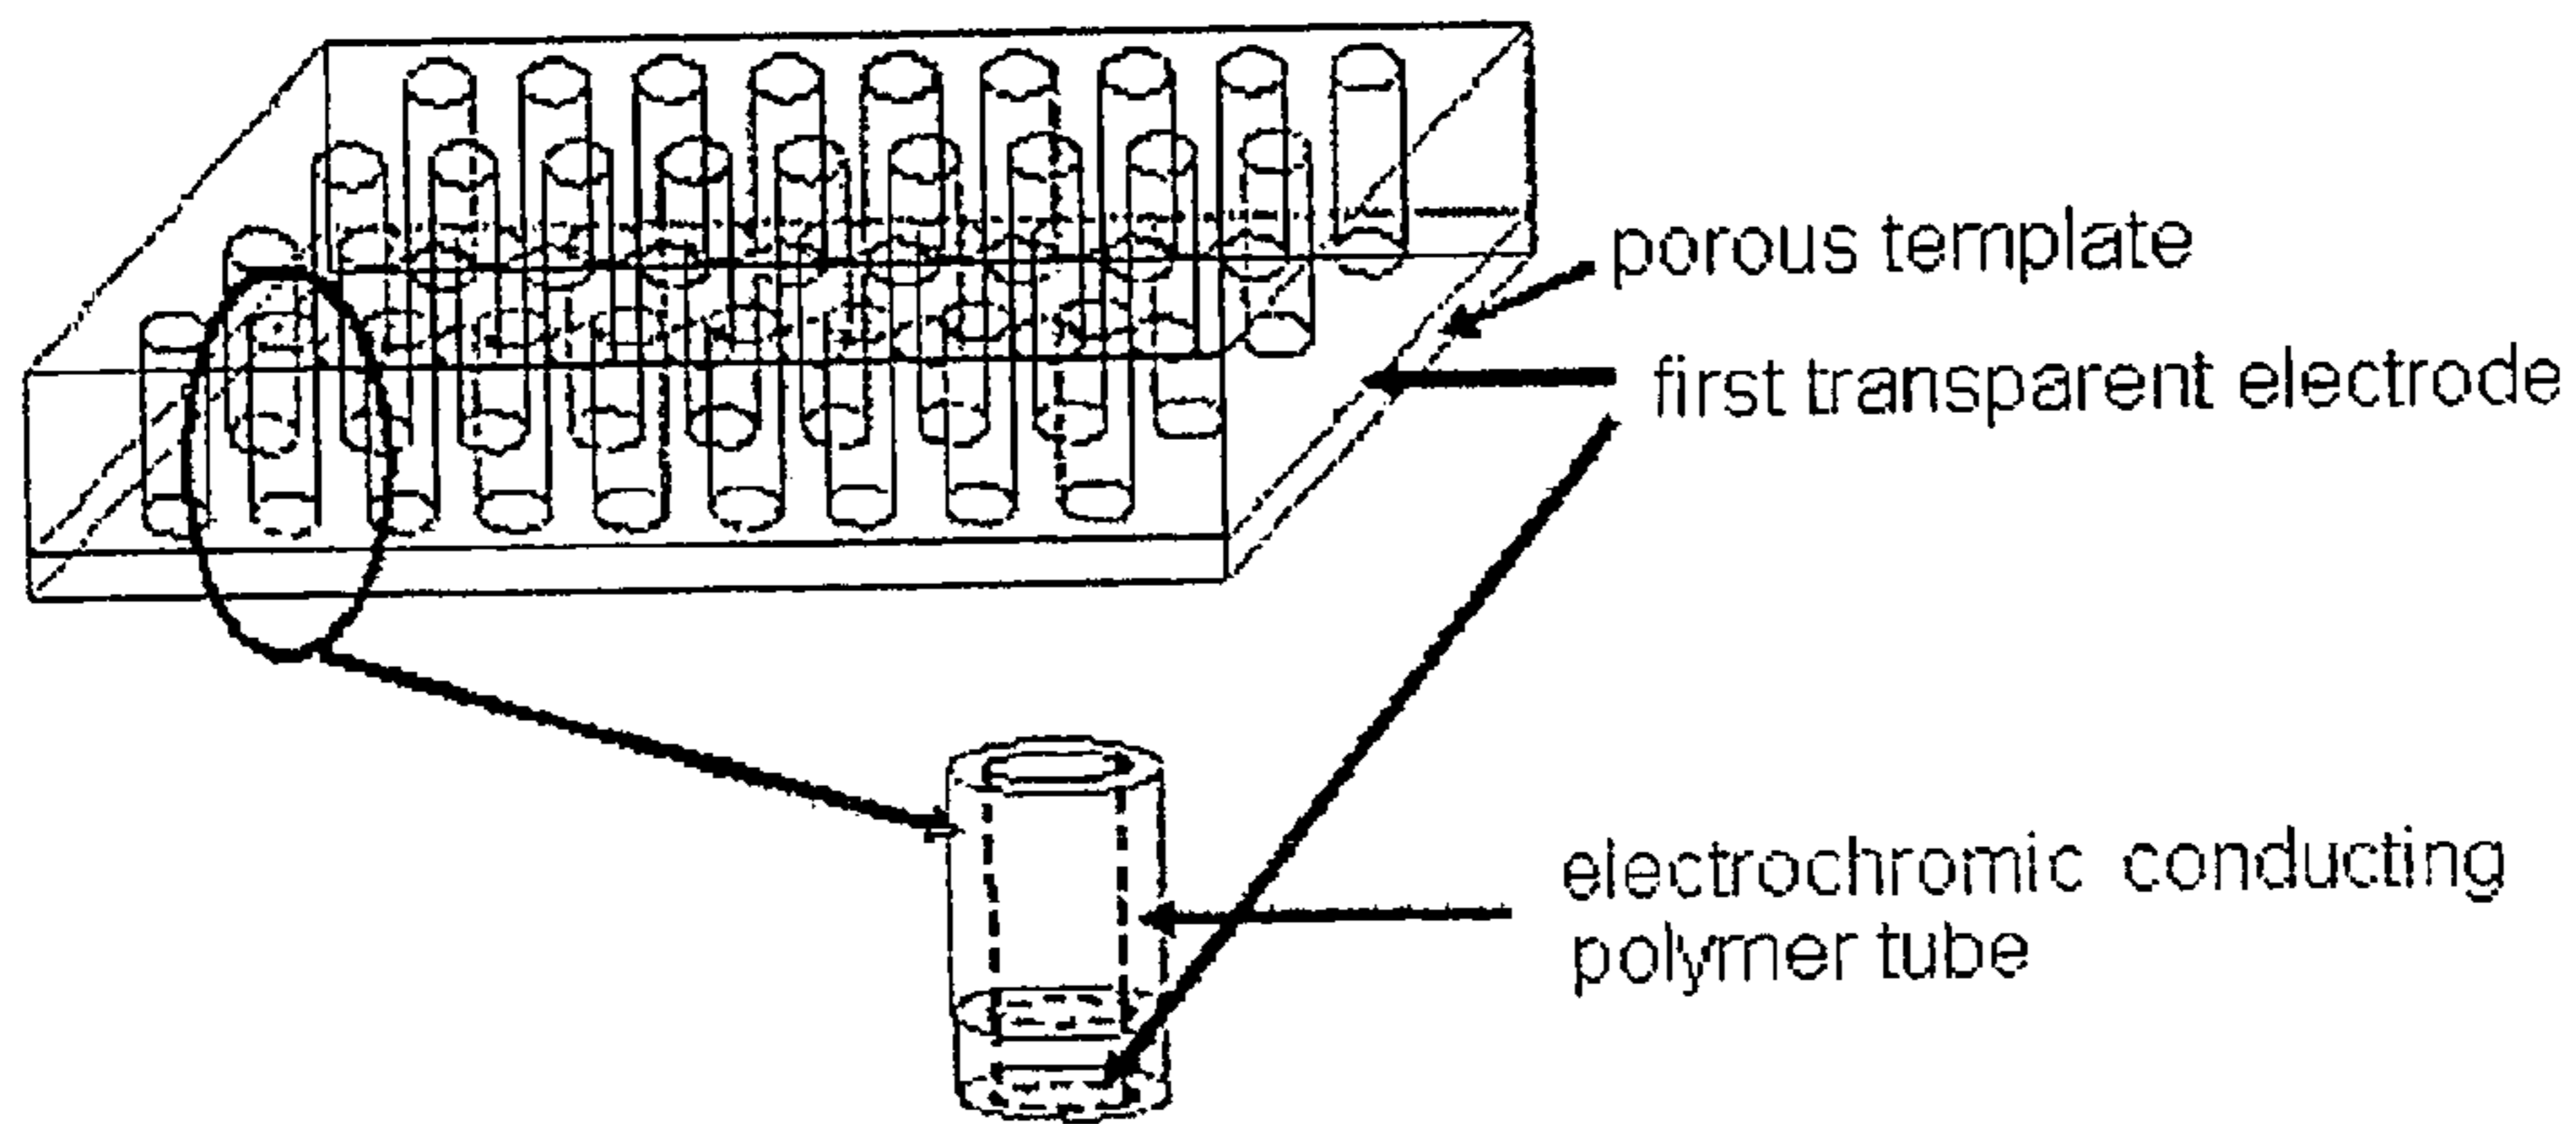 porous template
first transparent electrode
electrochromic conducting
polymer tube